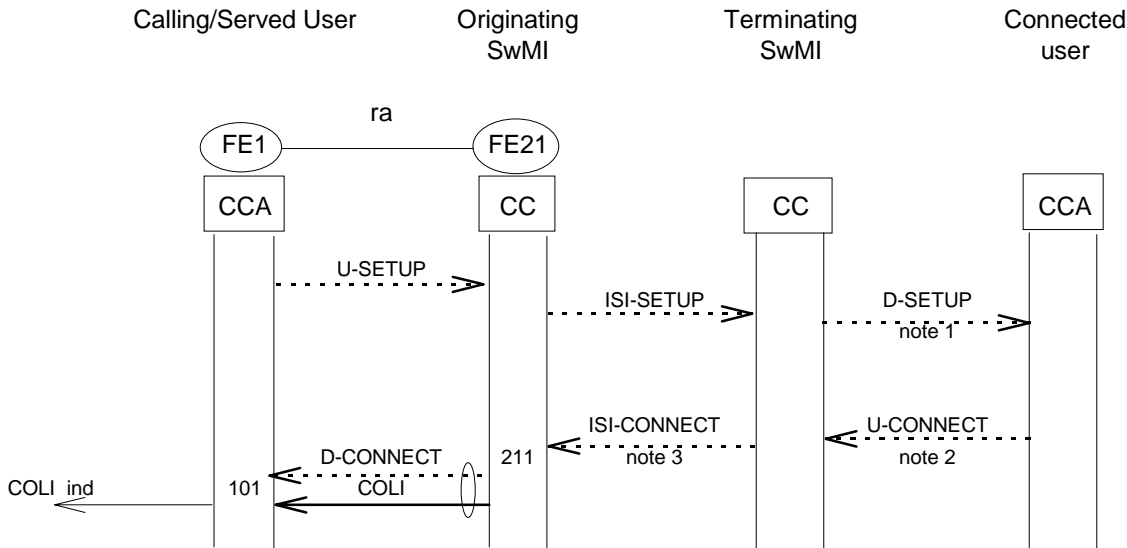 Calling/Served User
Originating
SwMI
Terminating
SwMI
Connected
user
ra
FE1
FE21
CCA
CC
CC
CCA
U-SETUP
ISI-SETUP
D-SETUP
note 1
U-CONNECT
note 2
ISI-CONNECT
note 3
211
D-CONNECT
101
COLI
COLI ind